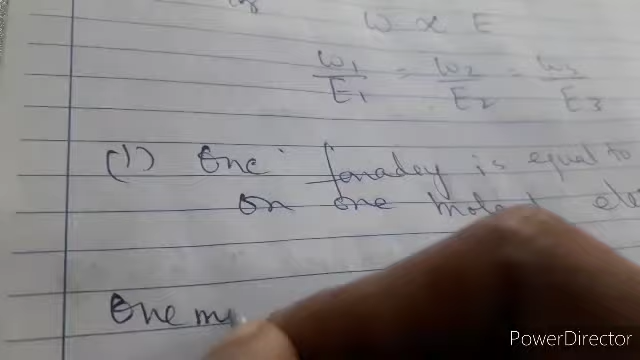 W ∝ E
W1/E1 = W2/E2 = W3/E3
(1) One faraday is equal to
on one mole
One m
PowerDirector